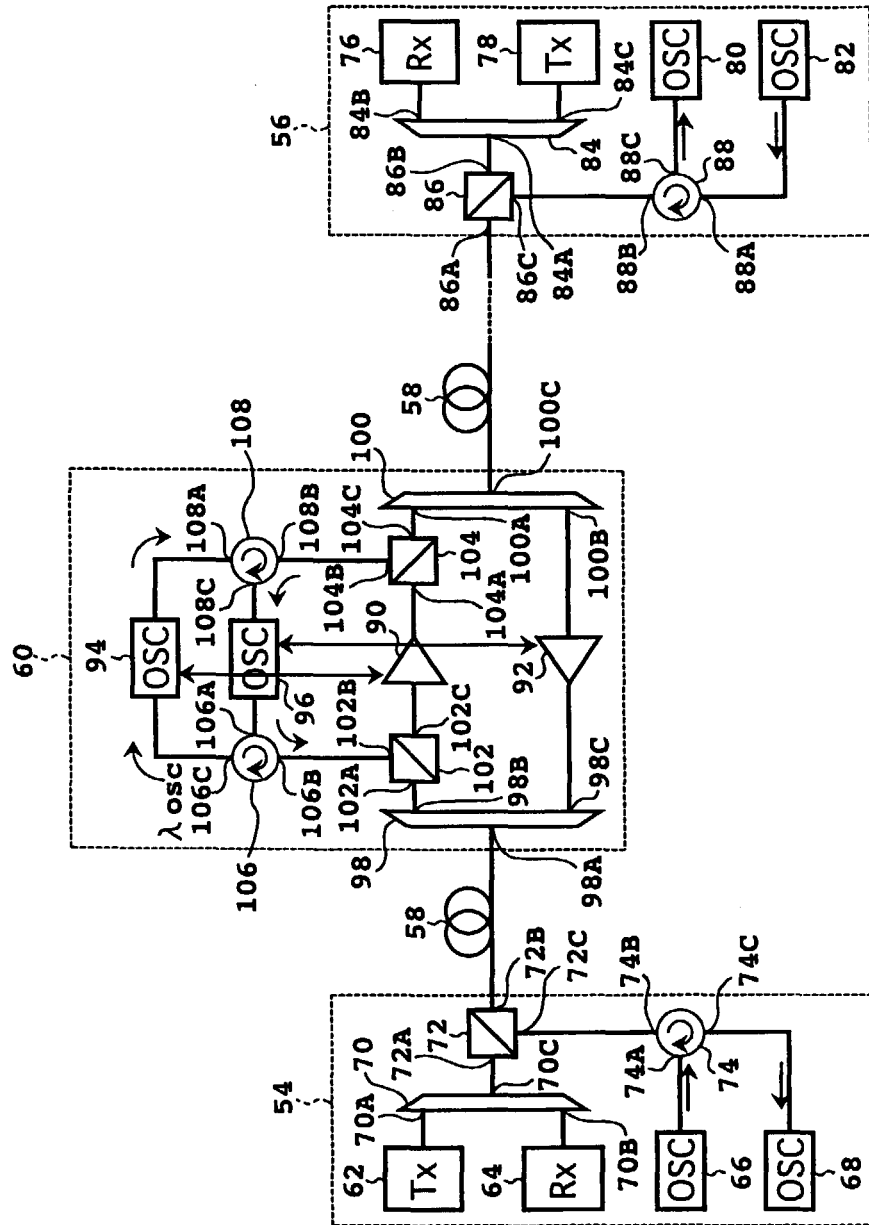 54
62
Tx
70A
70
72A
72
64
Rx
70B
70C
72B
72C
74A
74B
74
74C
66
OSC
68
OSC
58
60
94
OSC
λosc
106C
106A
106
106B
96
OSC
102B
102A
102C
102
90
108A
108
108C
108B
104B
104C
104
104A
100
100A
100B
100C
98
98B
98A
98C
92
58
56
76
Rx
84B
78
Tx
84C
84
86B
86
86A
86C
84A
88C
88B
88
88A
OSC
80
OSC
82